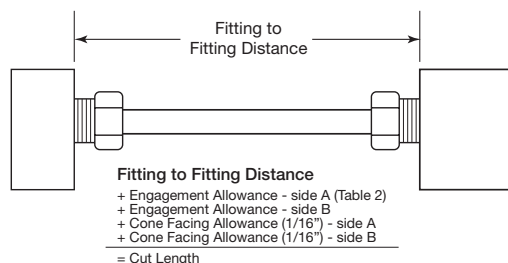 Fitting to
Fitting Distance
Fitting to Fitting Distance
+ Engagement Allowance - side A (Table 2)
+ Engagement Allowance - side B
+ Cone Facing Allowance (1/16”) - side A
+ Cone Facing Allowance (1/16”) - side B
= Cut Length